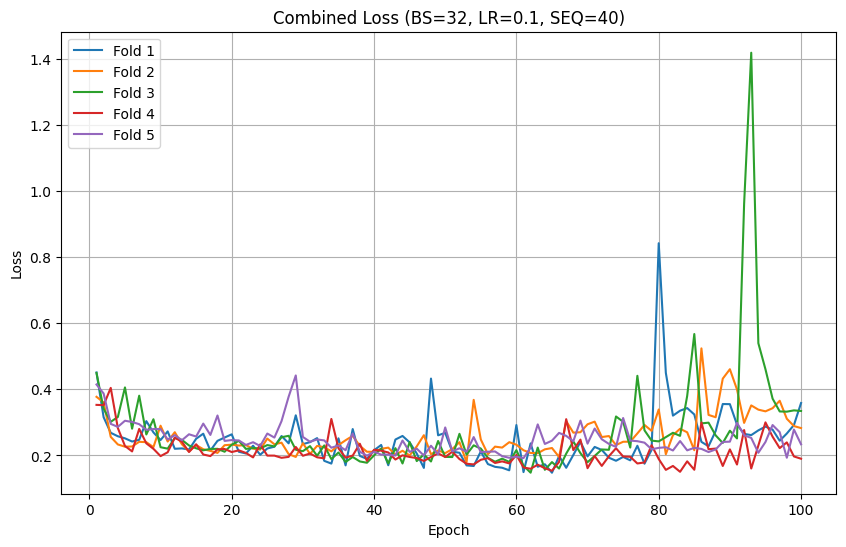 Combined Loss (BS=32, LR=0.1, SEQ=40)
Fold 1
Fold 2
Fold 3
Fold 4
Fold 5
Loss
1.4
1.2
1.0
0.8
0.6
0.4
0.2
0 20 40 60 80 100
Epoch